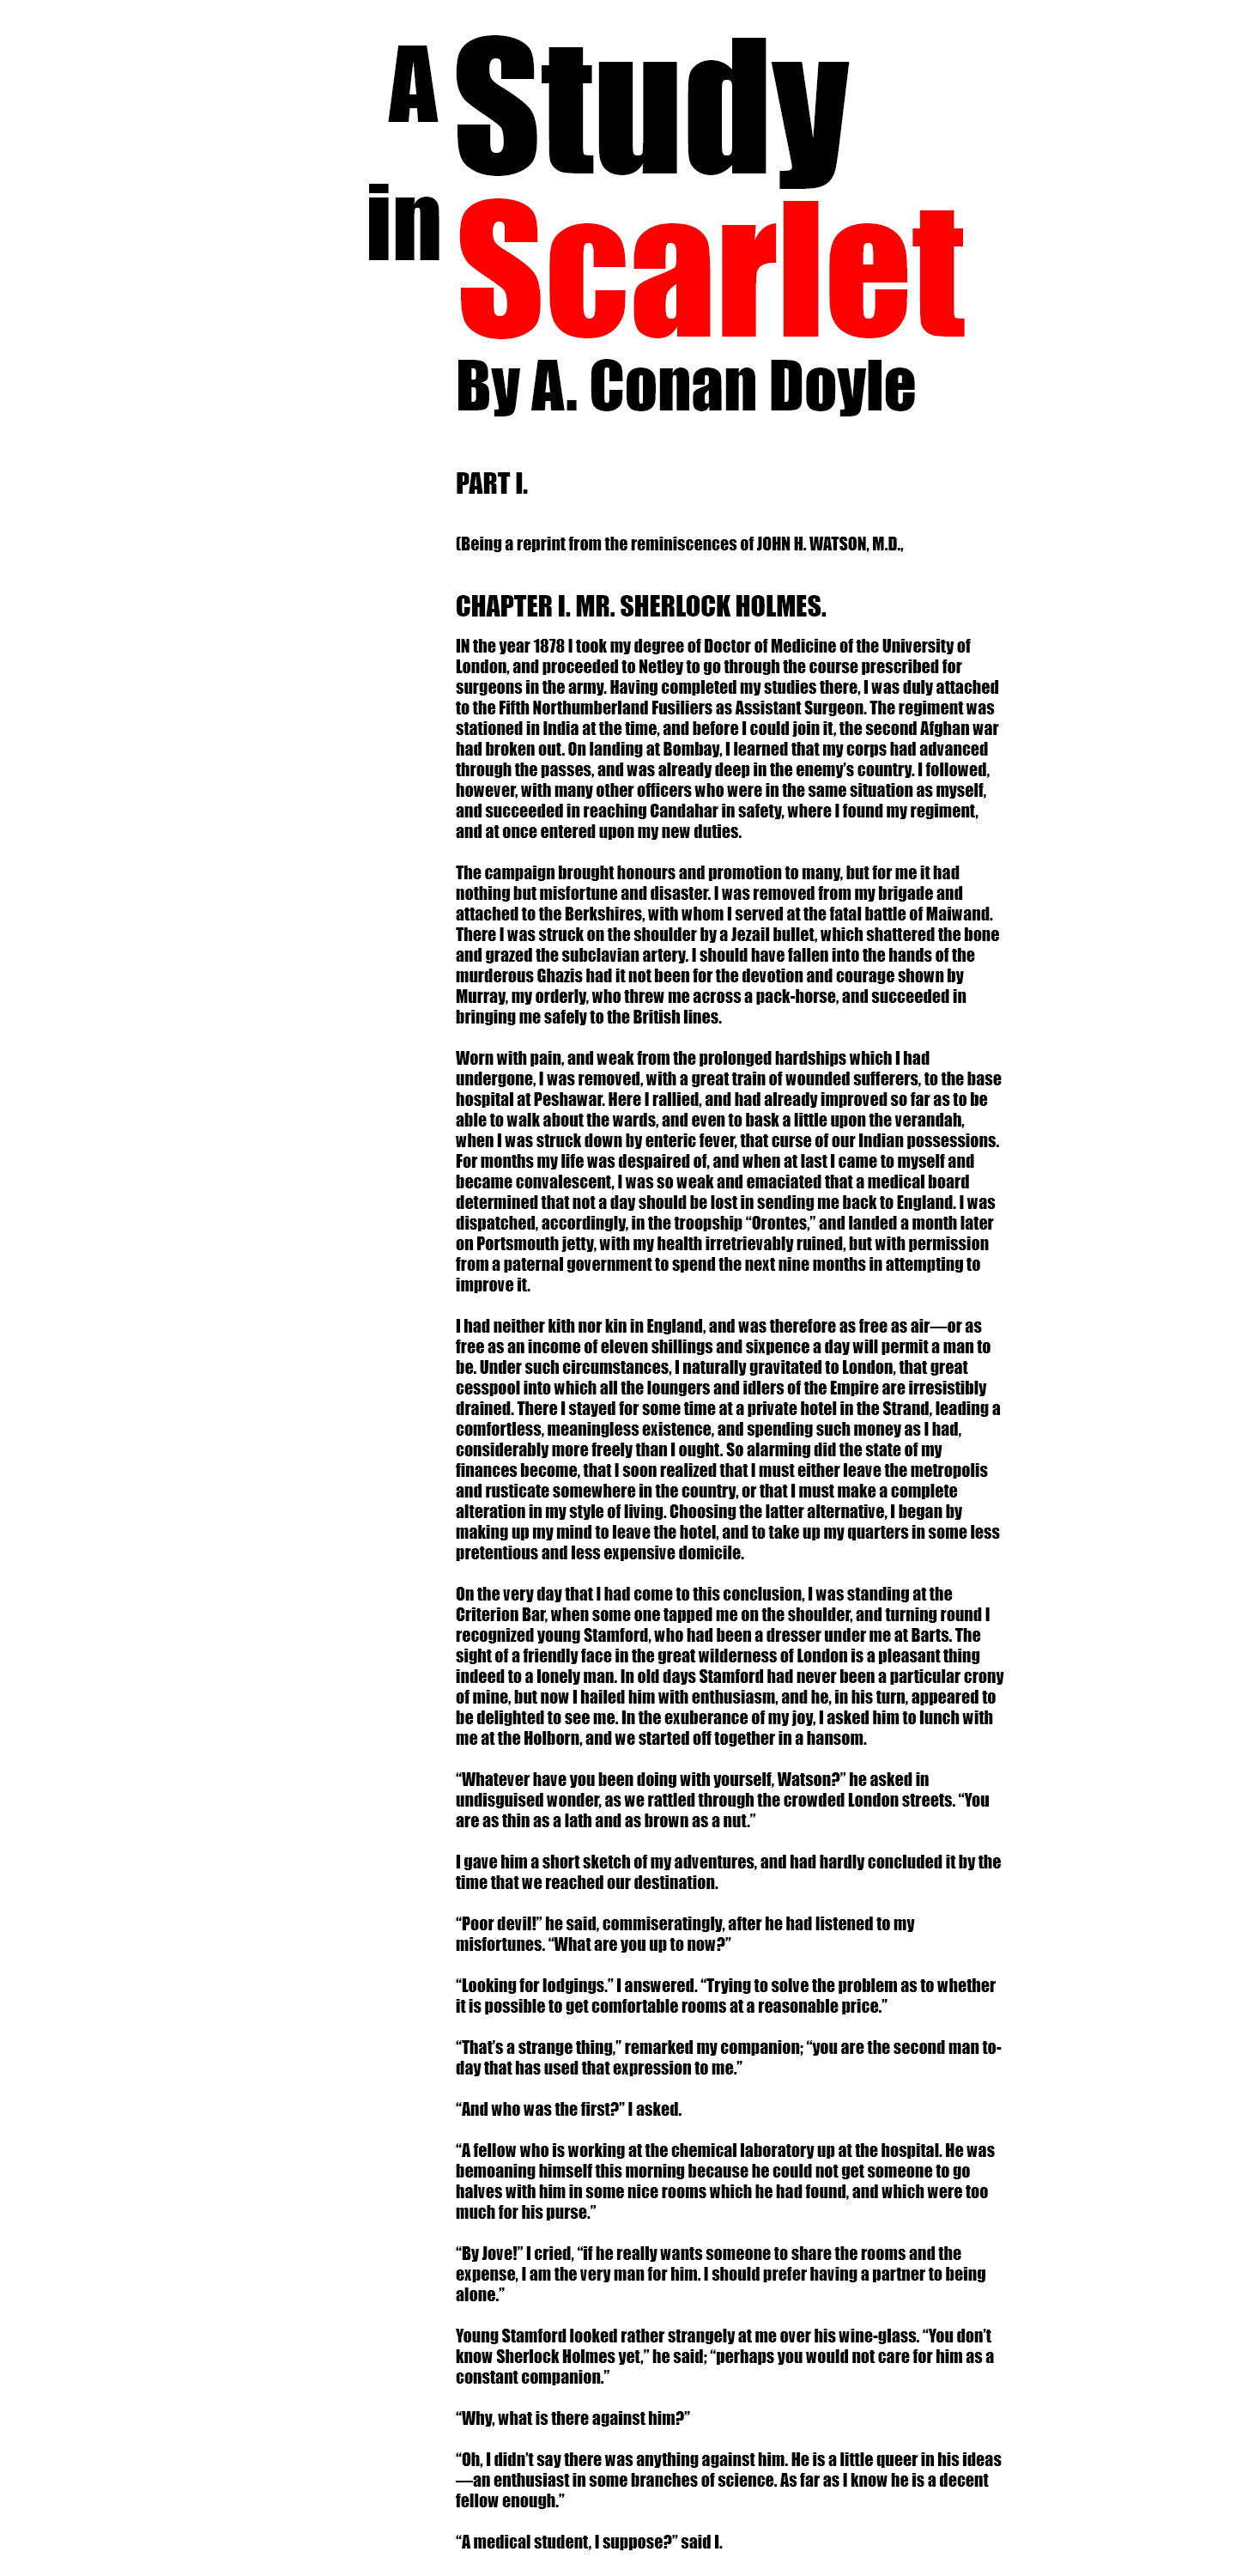 A Study
in Scarlet
By A. Conan Doyle
PART I.
(Being a reprint from the reminiscences of JOHN H. WATSON, M.D.,
CHAPTER I. MR. SHERLOCK HOLMES.
IN the year 1878 I took my degree of Doctor of Medicine of the University of
London, and proceeded to Netley to go through the course prescribed for
surgeons in the army. Having completed my studies there, I was duly attached
to the Fifth Northumberland Fusiliers as Assistant Surgeon. The regiment was
stationed in India at the time, and before I could join it, the second Afghan war
had broken out. On landing at Bombay, I learned that my corps had advanced
through the passes, and was already deep in the enemy’s country. I followed,
however, with many other officers who were in the same situation as myself,
and succeeded in reaching Candahar in safety, where I found my regiment,
and at once entered upon my new duties.
The campaign brought honours and promotion to many, but for me it had
nothing but misfortune and disaster. I was removed from my brigade and
attached to the Berkshires, with whom I served at the fatal battle of Maiwand.
There I was struck on the shoulder by a Jezail bullet, which shattered the bone
and grazed the subclavian artery. I should have fallen into the hands of the
murderous Ghazis had it not been for the devotion and courage shown by
Murray, my orderly, who threw me across a pack-horse, and succeeded in
bringing me safely to the British lines.
Worn with pain, and weak from the prolonged hardships which I had
undergone, I was removed, with a great train of wounded sufferers, to the base
hospital at Peshawar. Here I rallied, and had already improved so far as to be
able to walk about the wards, and even to bask a little upon the verandah,
when I was struck down by enteric fever, that curse of our Indian possessions.
For months my life was despaired of, and when at last I came to myself and
became convalescent, I was so weak and emaciated that a medical board
determined that not a day should be lost in sending me back to England. I was
dispatched, accordingly, in the troopship “Orontes,” and landed a month later
on Portsmouth jetty, with my health irretrievably ruined, but with permission
from a paternal government to spend the next nine months in attempting to
improve it.
I had neither kith nor kin in England, and was therefore as free as air—or as
free as an income of eleven shillings and sixpence a day will permit a man to
be. Under such circumstances, I naturally gravitated to London, that great
cesspool into which all the loungers and idlers of the Empire are irresistibly
drained. There I stayed for some time at a private hotel in the Strand, leading a
comfortless, meaningless existence, and spending such money as I had,
considerably more freely than I ought. So alarming did the state of my
finances become, that I soon realized that I must either leave the metropolis
and rusticate somewhere in the country, or that I must make a complete
alteration in my style of living. Choosing the latter alternative, I began by
making up my mind to leave the hotel, and to take up my quarters in some less
pretentious and less expensive domicile.
On the very day that I had come to this conclusion, I was standing at the
Criterion Bar, when some one tapped me on the shoulder, and turning round I
recognized young Stamford, who had been a dresser under me at Barts. The
sight of a friendly face in the great wilderness of London is a pleasant thing
indeed to a lonely man. In old days Stamford had never been a particular crony
of mine, but now I hailed him with enthusiasm, and he, in his turn, appeared to
be delighted to see me. In the exuberance of my joy, I asked him to lunch with
me at the Holborn, and we started off together in a hansom.
“Whatever have you been doing with yourself, Watson?” he asked in
undisguised wonder, as we rattled through the crowded London streets. “You
are as thin as a lath and as brown as a nut.”
I gave him a short sketch of my adventures, and had hardly concluded it by the
time that we reached our destination.
“Poor devil!” he said, commiseratingly, after he had listened to my
misfortunes. “What are you up to now?”
“Looking for lodgings.” I answered. “Trying to solve the problem as to whether
it is possible to get comfortable rooms at a reasonable price.”
“That’s a strange thing,” remarked my companion; “you are the second man to-
day that has used that expression to me.”
“And who was the first?” I asked.
“A fellow who is working at the chemical laboratory up at the hospital. He was
bemoaning himself this morning because he could not get someone to go
halves with him in some nice rooms which he had found, and which were too
much for his purse.”
“By Jove!” I cried, “if he really wants someone to share the rooms and the
expense, I am the very man for him. I should prefer having a partner to being
alone.”
Young Stamford looked rather strangely at me over his wine-glass. “You don’t
know Sherlock Holmes yet,” he said; “perhaps you would not care for him as a
constant companion.”
“Why, what is there against him?”
“Oh, I didn’t say there was anything against him. He is a little queer in his ideas
—an enthusiast in some branches of science. As far as I know he is a decent
fellow enough.”
“A medical student, I suppose?” said I.